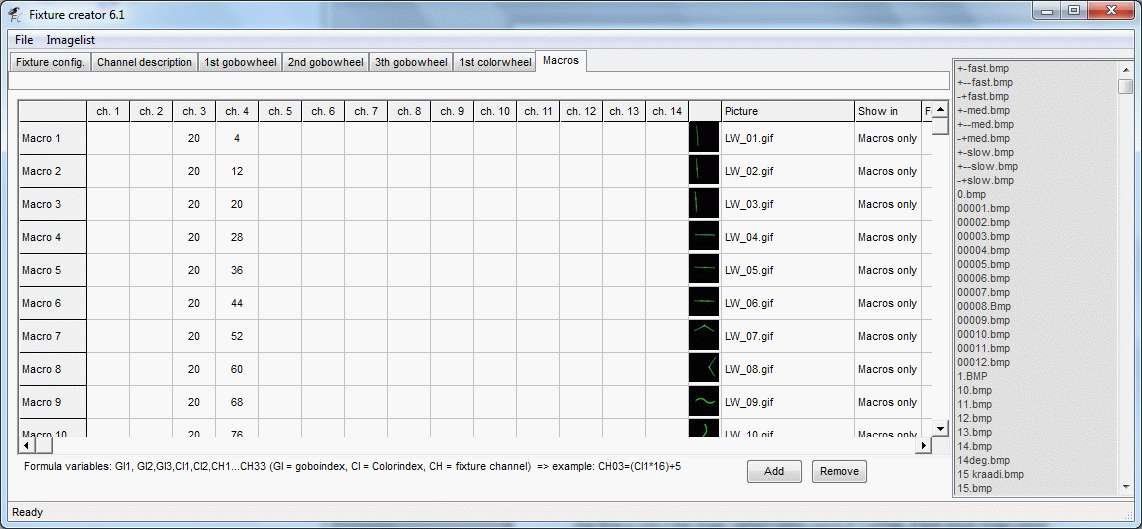 Fixture creator 6.1
File Imagelist
Fixture config. Channel description 1st gobowheel 2nd gobowheel 3th gobowheel 1st colorwheel Macros
ch. 1 ch. 2 ch. 3 ch. 4 ch. 5 ch. 6 ch. 7 ch. 8 ch. 9 ch. 10 ch. 11 ch. 12 ch. 13 ch. 14 Picture Show in F
Macro 1 20 4 LW_01.gif Macros only
Macro 2 20 12 LW_02.gif Macros only
Macro 3 20 20 LW_03.gif Macros only
Macro 4 20 28 LW_04.gif Macros only
Macro 5 20 36 LW_05.gif Macros only
Macro 6 20 44 LW_06.gif Macros only
Macro 7 20 52 LW_07.gif Macros only
Macro 8 20 60 LW_08.gif Macros only
Macro 9 20 68 LW_09.gif Macros only
Macro 10 20 76 LW_10.gif Macros only
Formula variables: GI1, GI2,GI3,CI1,CI2,CH1...CH33 (GI = goboindex, CI = Colorindex, CH = fixture channel) => example: CH03=(CI1*16)+5
Add Remove
+-fast.bmp
+--fast.bmp
-+fast.bmp
+-med.bmp
+--med.bmp
-+med.bmp
+-slow.bmp
+--slow.bmp
-+slow.bmp
0.bmp
00001.bmp
00002.bmp
00003.bmp
00004.bmp
00005.bmp
00006.bmp
00007.bmp
00008.Bmp
00009.bmp
00010.bmp
00011.bmp
00012.bmp
1.BMP
10.bmp
11.bmp
12.bmp
13.bmp
14.bmp
14deg.bmp
15 kraadi.bmp
15.bmp
Ready